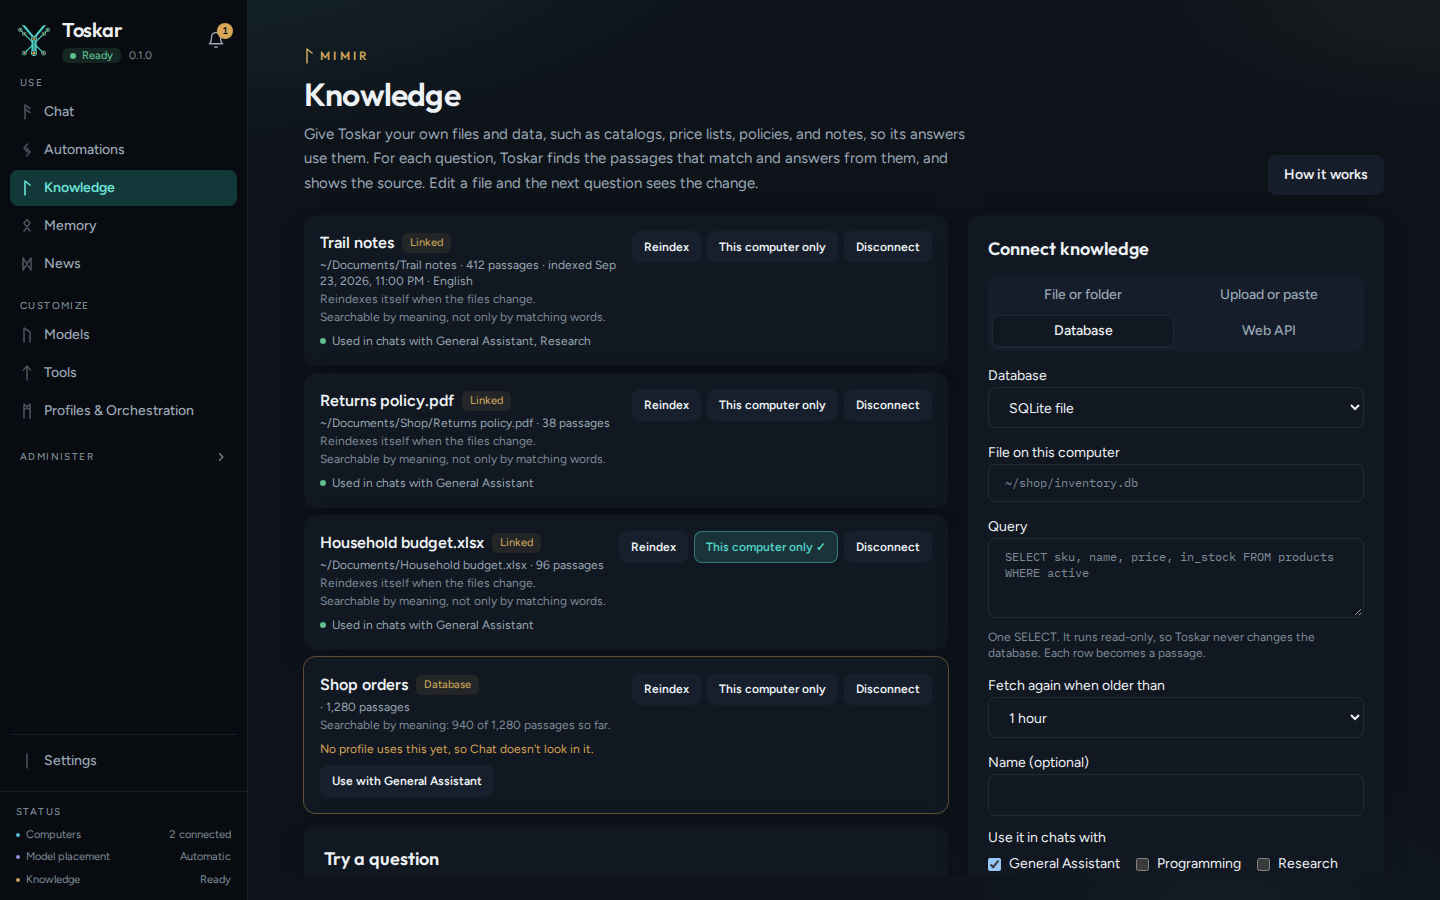 Toskar
1
Ready 0.1.0
USE
Chat
Automations
Knowledge
Memory
News
CUSTOMIZE
Models
Tools
Profiles & Orchestration
ADMINISTER
Settings
STATUS
Computers 2 connected
Model placement Automatic
Knowledge Ready
MIMIR
Knowledge
Give Toskar your own files and data, such as catalogs, price lists, policies, and notes, so its answers
use them. For each question, Toskar finds the passages that match and answers from them, and
shows the source. Edit a file and the next question sees the change.
How it works
Trail notes Linked
Reindex This computer only Disconnect
~/Documents/Trail notes · 412 passages · indexed Sep
23, 2026, 11:00 PM · English
Reindexes itself when the files change.
Searchable by meaning, not only by matching words.
Used in chats with General Assistant, Research
Returns policy.pdf Linked
Reindex This computer only Disconnect
~/Documents/Shop/Returns policy.pdf · 38 passages
Reindexes itself when the files change.
Searchable by meaning, not only by matching words.
Used in chats with General Assistant
Household budget.xlsx Linked
Reindex This computer only ✓ Disconnect
~/Documents/Household budget.xlsx · 96 passages
Reindexes itself when the files change.
Searchable by meaning, not only by matching words.
Used in chats with General Assistant
Shop orders Database
Reindex This computer only Disconnect
· 1,280 passages
Searchable by meaning: 940 of 1,280 passages so far.
No profile uses this yet, so Chat doesn't look in it.
Use with General Assistant
Try a question
Connect knowledge
File or folder Upload or paste
Database Web API
Database
SQLite file
File on this computer
~/shop/inventory.db
Query
SELECT sku, name, price, in_stock FROM products
WHERE active
One SELECT. It runs read-only, so Toskar never changes the
database. Each row becomes a passage.
Fetch again when older than
1 hour
Name (optional)
Use it in chats with
General Assistant Programming Research